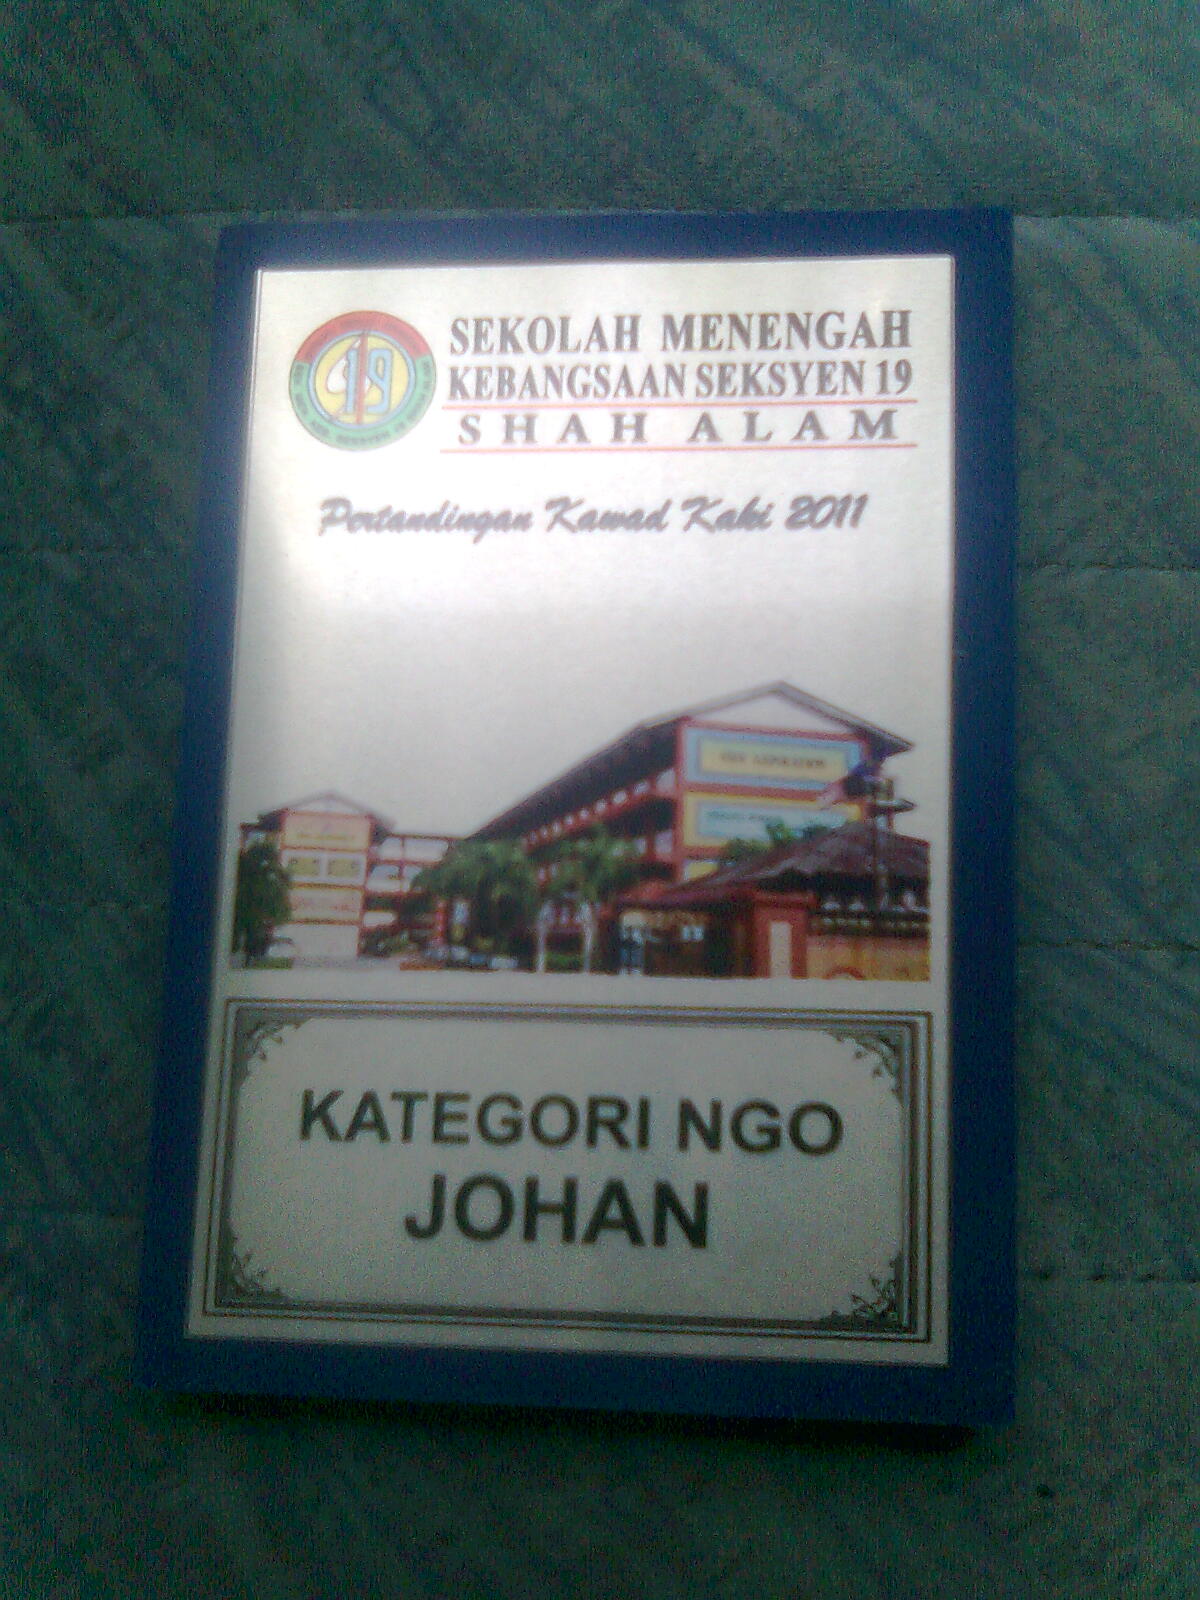 SEKOLAH MENENGAH
KEBANGSAAN SEKSYEN 19
SHAH ALAM
Pertandingan Kawad Kaki 2011
KATEGORI NGO
JOHAN